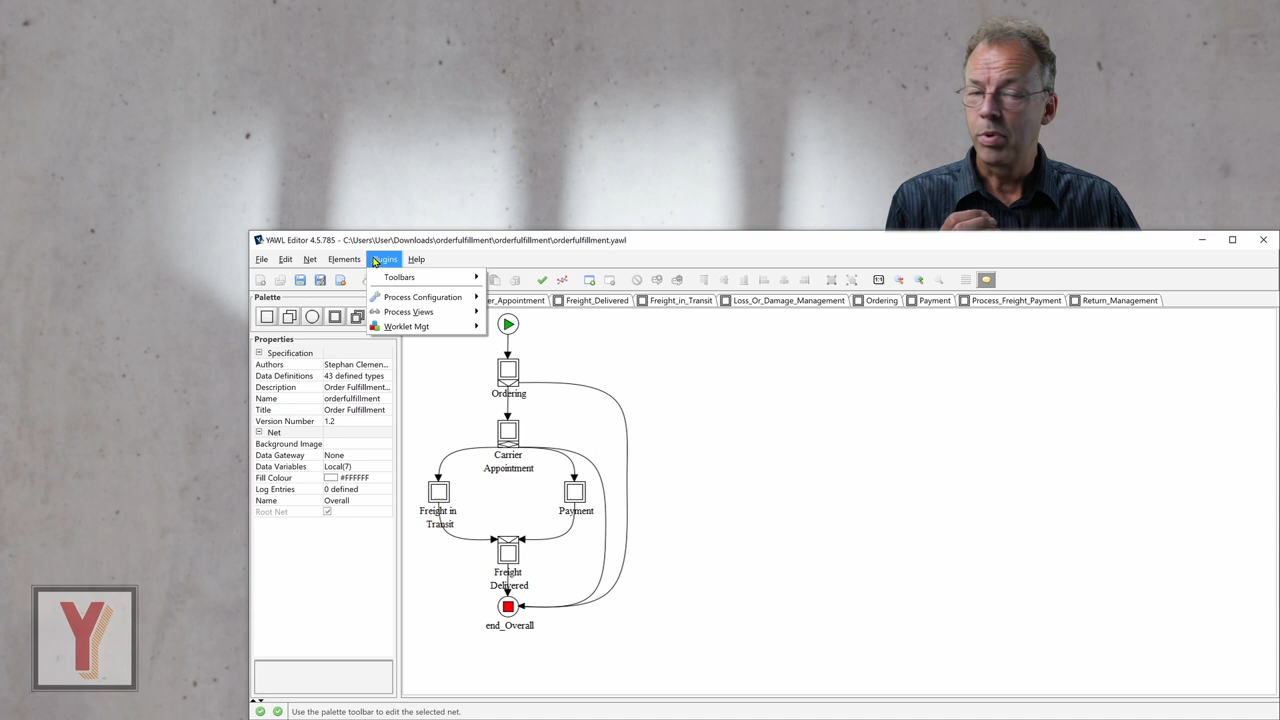 YAWL Editor 4.5.785 - C:\Users\User\Downloads\orderfulfillment\orderfulfillment\orderfulfillment.yawl
File Edit Net Elements Plugins Help
Toolbars
Process Configuration
Process Views
Worklet Mgt
Palette
er_Appointment Freight_Delivered Freight_in_Transit Loss_Or_Damage_Management Ordering Payment Process_Freight_Payment Return_Management
Properties
Specification
Authors Stephan Clemen...
Data Definitions 43 defined types
Description Order Fulfillment...
Name orderfulfillment
Title Order Fulfillment
Version Number 1.2
Net
Background Image
Data Gateway None
Data Variables Local(7)
Fill Colour #FFFFFF
Log Entries 0 defined
Name Overall
Root Net
Ordering
Carrier
Appointment
Freight in
Transit
Payment
Freight
Delivered
end_Overall
Y
Use the palette toolbar to edit the selected net.